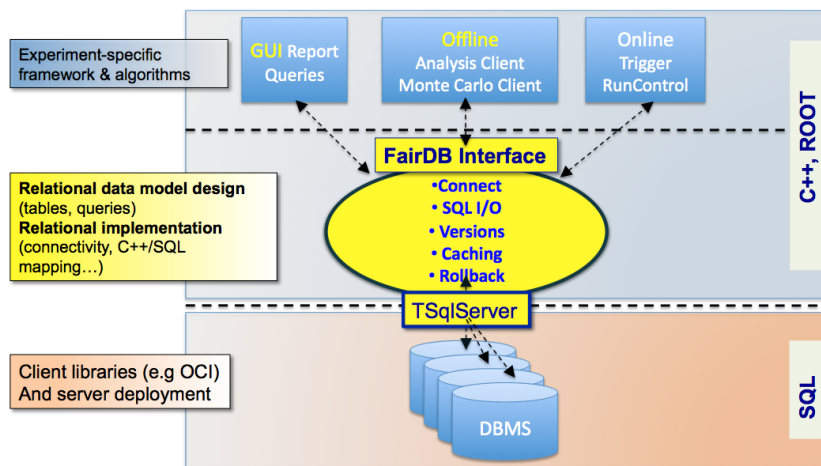 Experiment-specific
framework & algorithms
GUI Report
Queries
Offline
Analysis Client
Monte Carlo Client
Online
Trigger
RunControl
C++, ROOT
FairDB Interface
Relational data model design
(tables, queries)
Relational implementation
(connectivity, C++/SQL
mapping…)
•Connect
•SQL I/O
•Versions
•Caching
•Rollback
TSqlServer
Client libraries (e.g OCI)
And server deployment
DBMS
SQL